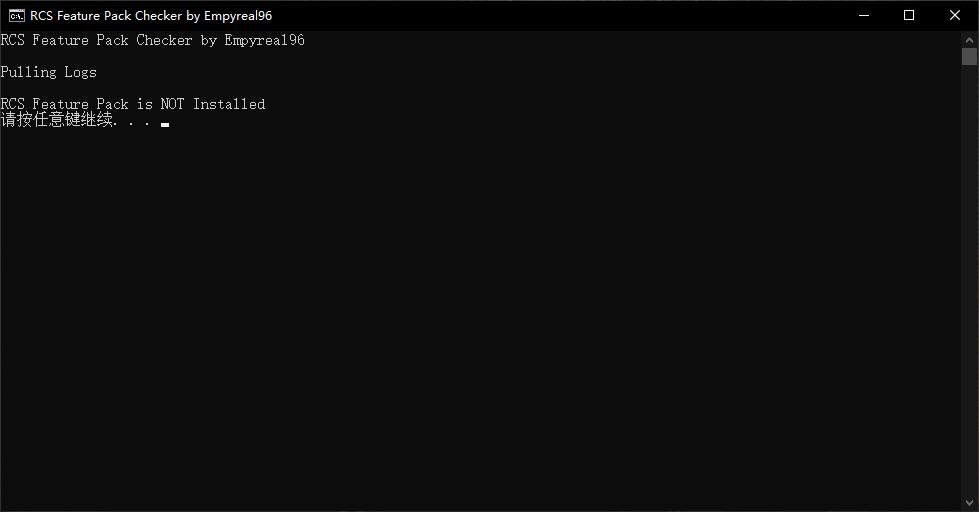 RCS Feature Pack Checker by Empyreal96
RCS Feature Pack Checker by Empyreal96
Pulling Logs
RCS Feature Pack is NOT Installed
请按任意键继续. . .